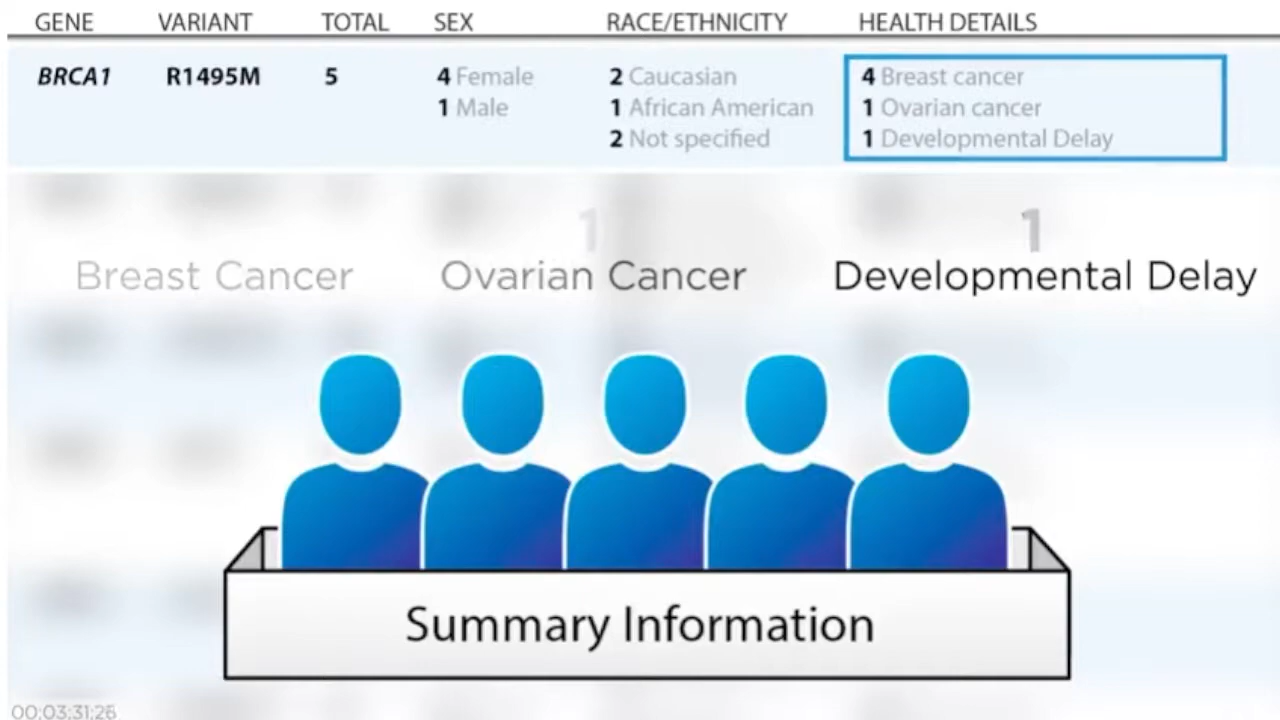 GENE VARIANT TOTAL SEX RACE/ETHNICITY HEALTH DETAILS
BRCA1 R1495M 5 4 Female 2 Caucasian 4 Breast cancer
1 Male 1 African American 1 Ovarian cancer
2 Not specified 1 Developmental Delay
1 1
Breast Cancer Ovarian Cancer Developmental Delay
Summary Information
00:03:31:26